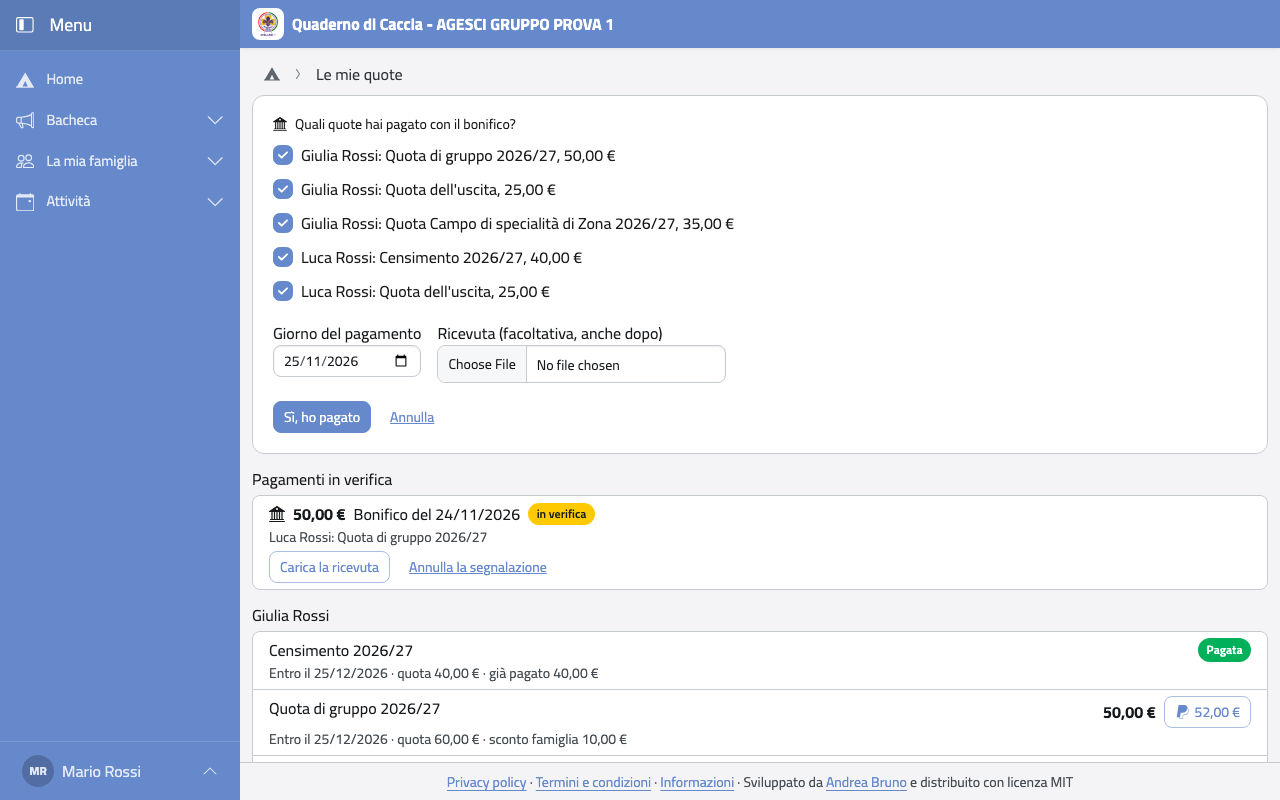 Menu
Quaderno di Caccia - AGESCI GRUPPO PROVA 1
Home
Bacheca
La mia famiglia
Attività
MR Mario Rossi
Le mie quote
Quali quote hai pagato con il bonifico?
Giulia Rossi: Quota di gruppo 2026/27, 50,00 €
Giulia Rossi: Quota dell'uscita, 25,00 €
Giulia Rossi: Quota Campo di specialità di Zona 2026/27, 35,00 €
Luca Rossi: Censimento 2026/27, 40,00 €
Luca Rossi: Quota dell'uscita, 25,00 €
Giorno del pagamento Ricevuta (facoltativa, anche dopo)
25/11/2026 Choose File No file chosen
Sì, ho pagato Annulla
Pagamenti in verifica
50,00 € Bonifico del 24/11/2026 in verifica
Luca Rossi: Quota di gruppo 2026/27
Carica la ricevuta Annulla la segnalazione
Giulia Rossi
Censimento 2026/27 Pagata
Entro il 25/12/2026 · quota 40,00 € · già pagato 40,00 €
Quota di gruppo 2026/27 50,00 € 52,00 €
Entro il 25/12/2026 · quota 60,00 € · sconto famiglia 10,00 €
Privacy policy · Termini e condizioni · Informazioni · Sviluppato da Andrea Bruno e distribuito con licenza MIT